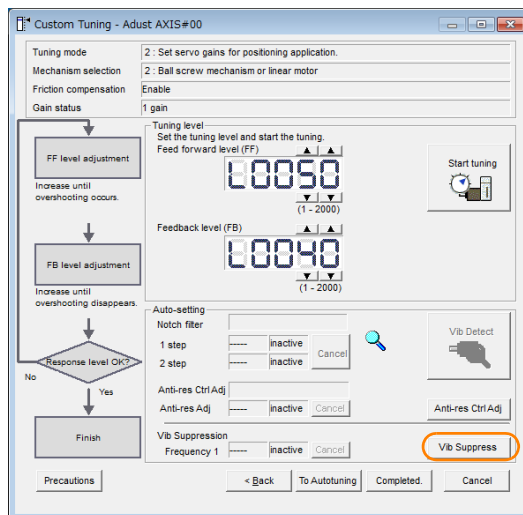 Custom Tuning - Adust AXIS#00
Tuning mode 2 : Set servo gains for positioning application.
Mechanism selection 2 : Ball screw mechanism or linear motor
Friction compensation Enable
Gain status 1 gain
FF level adjustment
Increase until
overshooting occurs.
FB level adjustment
Increase until
overshooting disappears.
Response level OK?
No
Yes
Finish
Tuning level
Set the tuning level and start the tuning.
Feed forward level (FF)
L0050
(1 - 2000)
Feedback level (FB)
L0040
(1 - 2000)
Start tuning
Auto-setting
Notch filter
1 step ----- inactive
2 step ----- inactive
Cancel
Vib Detect
Anti-res Ctrl Adj
Anti-res Adj ----- inactive Cancel
Anti-res Ctrl Adj
Vib Suppression
Frequency 1 ----- inactive Cancel
Vib Suppress
Precautions
< Back
To Autotuning
Completed.
Cancel